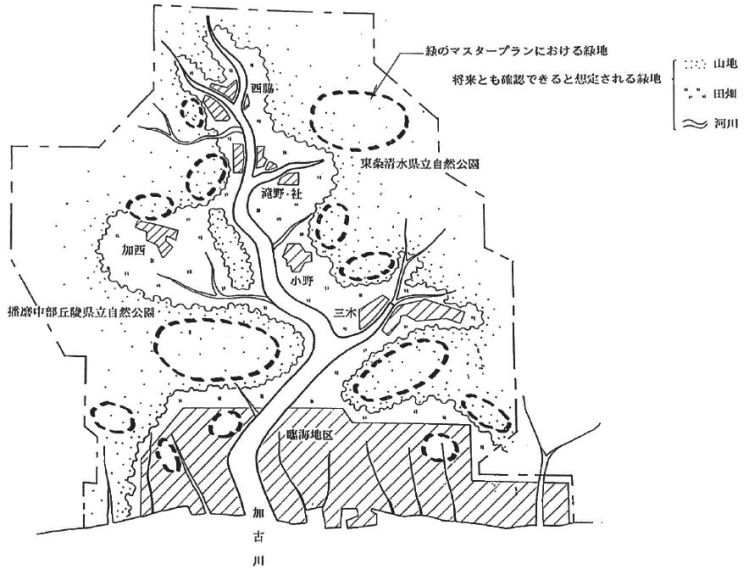 緑のマスタープランにおける緑地
将来とも確認できると想定される緑地
山地
田畑
河川
西脇
東条清水県立自然公園
滝野・社
加西
小野
三木
播磨中部丘陵県立自然公園
臨海地区
加古川